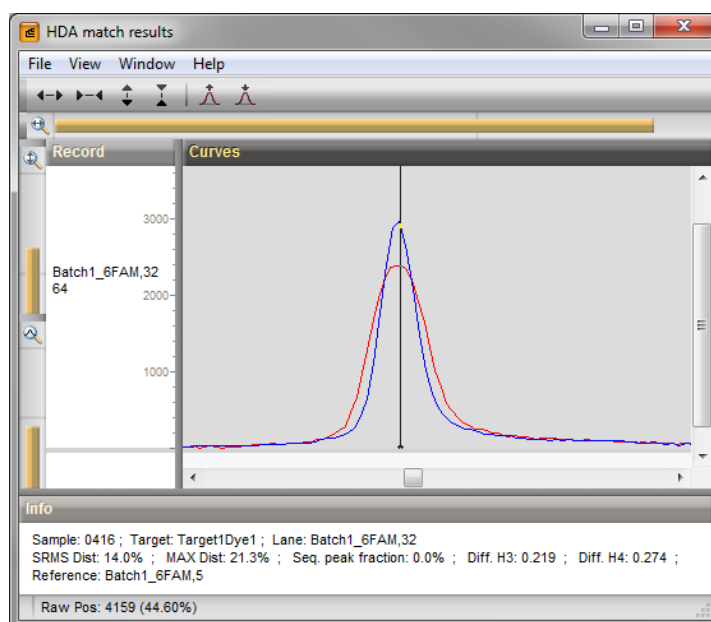 HDA match results
File View Window Help
Record Curves
3000
Batch1_6FAM,32
64
2000
1000
Info
Sample: 0416 ; Target: Target1Dye1 ; Lane: Batch1_6FAM,32
SRMS Dist: 14.0% ; MAX Dist: 21.3% ; Seq. peak fraction: 0.0% ; Diff. H3: 0.219 ; Diff. H4: 0.274 ;
Reference: Batch1_6FAM,5
Raw Pos: 4159 (44.60%)